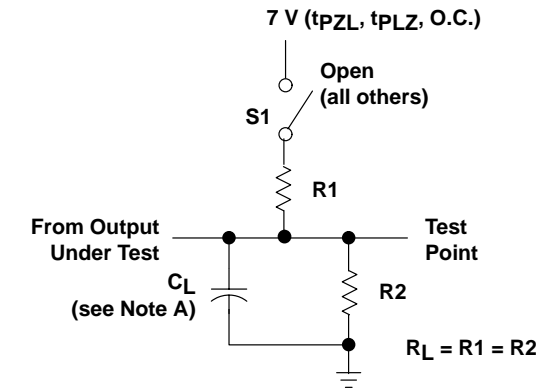 7 V (tPZL, tPLZ, O.C.)
Open
(all others)
S1
R1
From Output
Under Test
Test
Point
CL
(see Note A)
R2
RL = R1 = R2